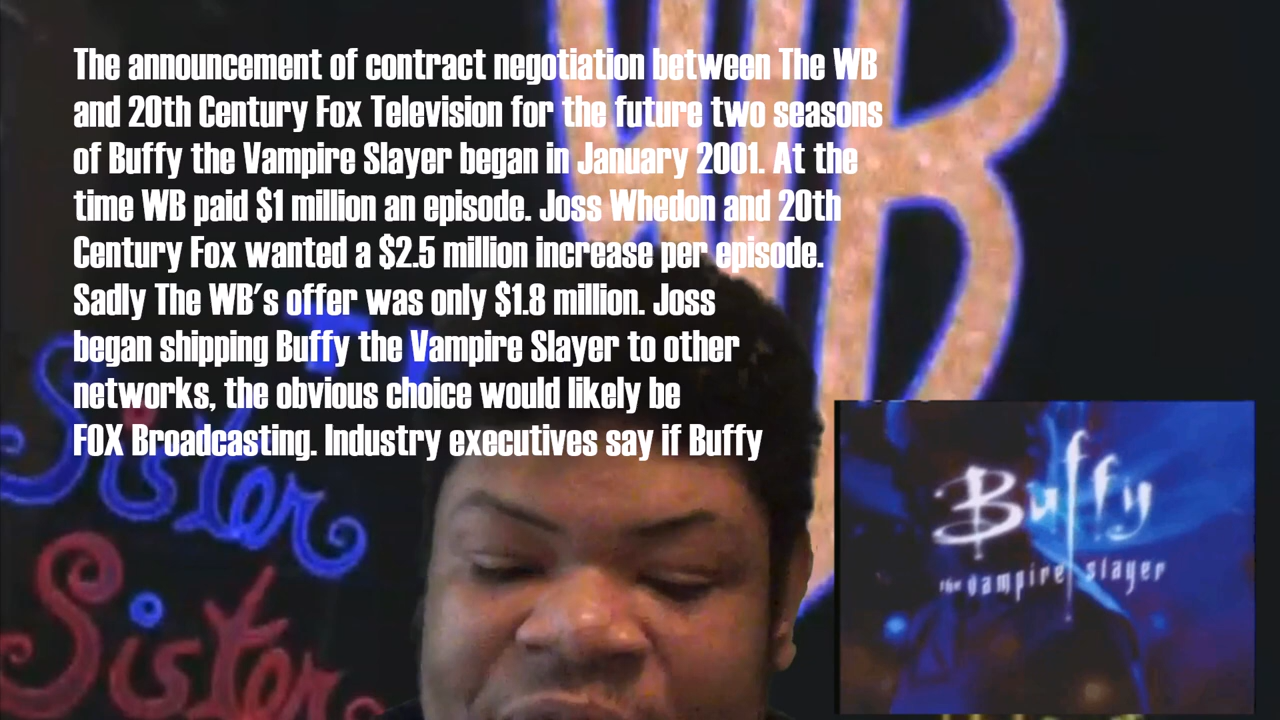 The announcement of contract negotiation between The WB
and 20th Century Fox Television for the future two seasons
of Buffy the Vampire Slayer began in January 2001. At the
time WB paid $1 million an episode. Joss Whedon and 20th
Century Fox wanted a $2.5 million increase per episode.
Sadly The WB's offer was only $1.8 million. Joss
began shipping Buffy the Vampire Slayer to other
networks, the obvious choice would likely be
FOX Broadcasting. Industry executives say if Buffy
WB
Sister
Sister
Buffy
the vampire slayer